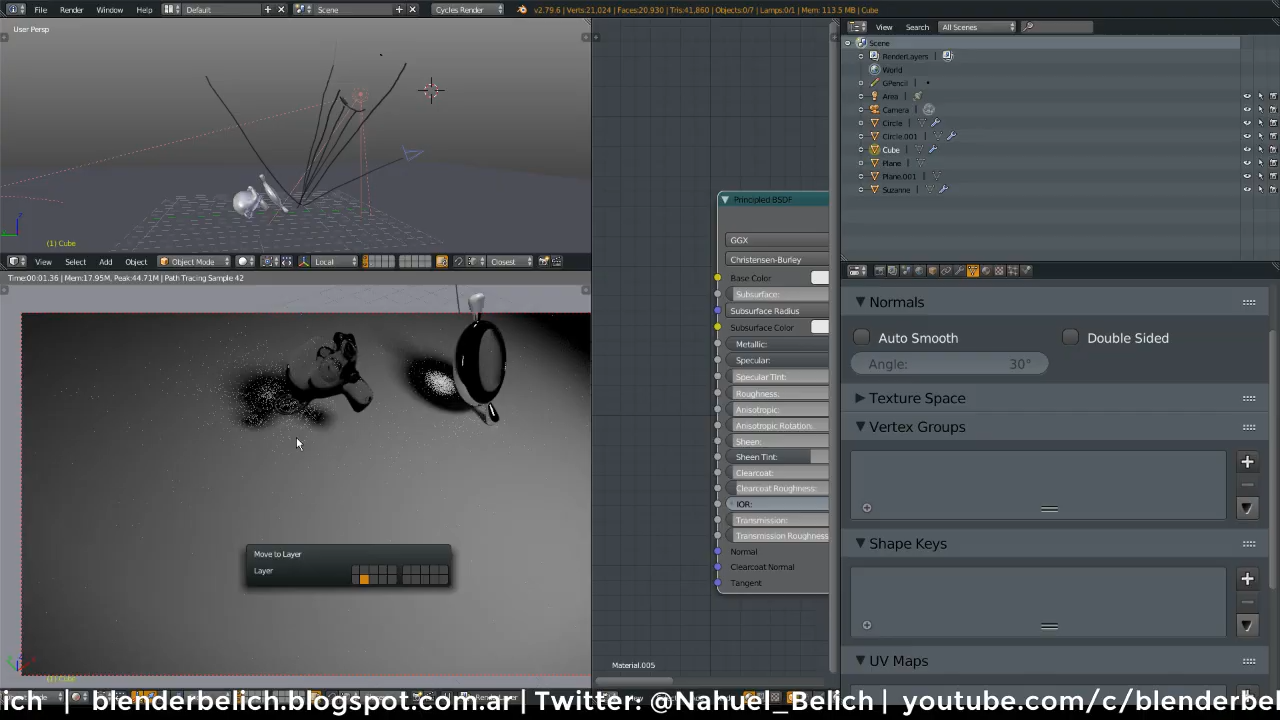 File Render Window Help Default Scene Cycles Render v2.79.6 | Verts:21,024 | Faces:20,930 | Tris:41,860 | Objects:0/7 | Lamps:0/1 | Mem: 113.5 MB | Cube
User Persp
(1) Cube
View Select Add Object Object Mode Local Closest
Time:00:01.36 | Mem:17.95M, Peak:44.71M | Path Tracing Sample 42
Move to Layer
Layer
(1) Cube
Principled BSDF
GGX
Christensen-Burley
Base Color
Subsurface:
Subsurface Radius
Subsurface Color
Metallic:
Specular:
Specular Tint:
Roughness:
Anisotropic:
Anisotropic Rotation:
Sheen:
Sheen Tint:
Clearcoat:
Clearcoat Roughness:
IOR:
Transmission:
Transmission Roughness
Normal
Clearcoat Normal
Tangent
Material.005
View Search All Scenes
Scene
RenderLayers
World
GPencil
Area
Camera
Circle
Circle.001
Cube
Plane
Plane.001
Suzanne
Normals
Auto Smooth Double Sided
Angle: 30°
Texture Space
Vertex Groups
Shape Keys
UV Maps
ich | blenderbelich.blogspot.com.ar | Twitter: @Nahuel_Belich | youtube.com/c/blenderbel